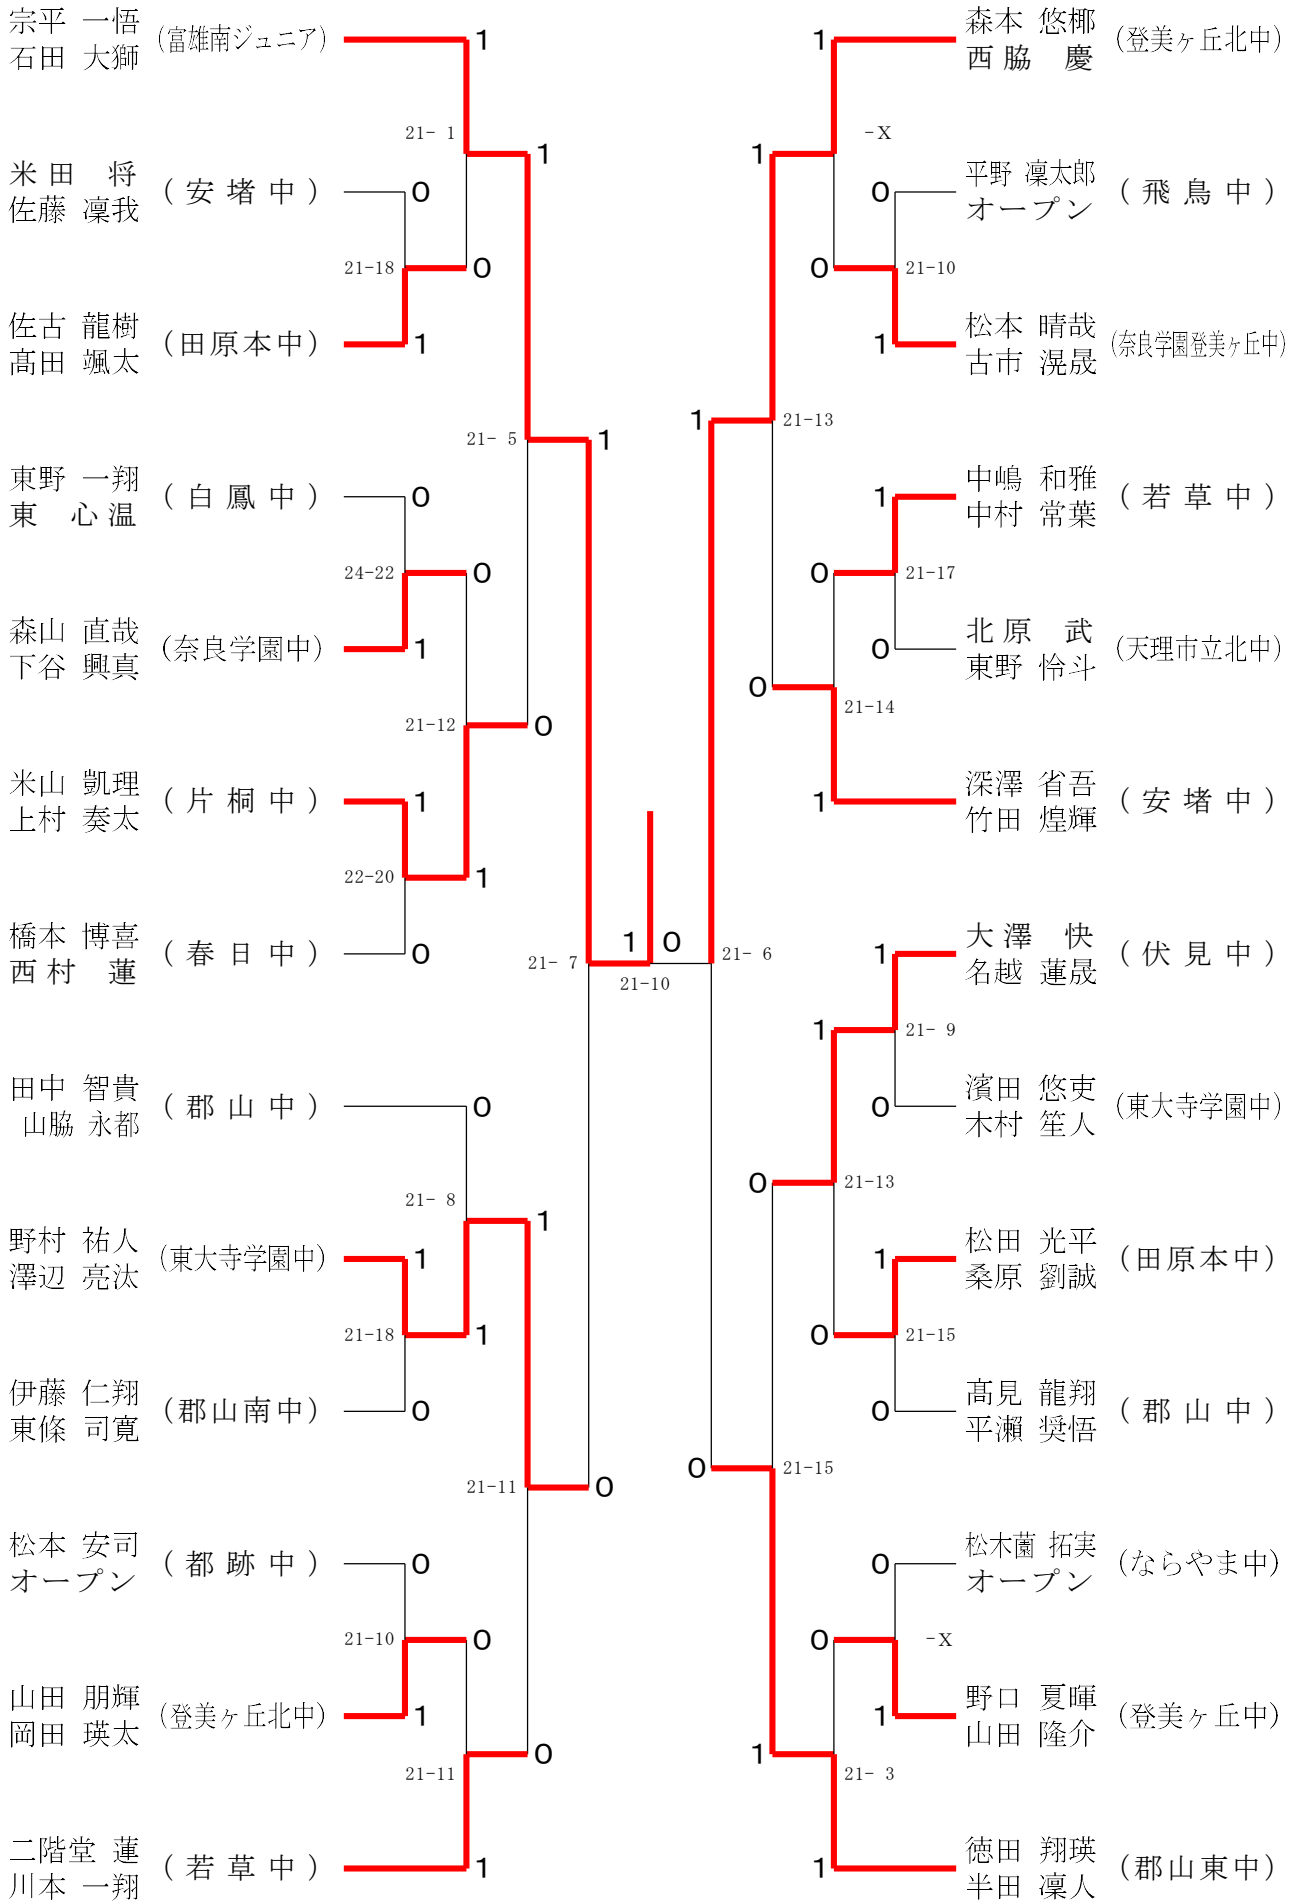 宗平 一悟
石田 大獅
(富雄南ジュニア)
1
21- 1
1
米田 将
佐藤 凜我
(安堵中)
0
21-18
0
佐古 龍樹
髙田 颯太
(田原本中)
1
21- 5
1
東野 一翔
東 心温
(白鳳中)
0
24-22
0
森山 直哉
下谷 興真
(奈良学園中)
1
21-12
0
米山 凱理
上村 奏太
(片桐中)
1
22-20
1
橋本 博喜
西村 蓮
(春日中)
0
21- 7
1
0
21-10
田中 智貴
山脇 永都
(郡山中)
0
21- 8
1
野村 祐人
澤辺 亮汰
(東大寺学園中)
1
21-18
1
伊藤 仁翔
東條 司寛
(郡山南中)
0
21-11
0
松本 安司
オープン
(都跡中)
0
21-10
0
山田 朋輝
岡田 瑛太
(登美ヶ丘北中)
1
21-11
0
二階堂 蓮
川本 一翔
(若草中)
1
森本 悠梛
西脇 慶
(登美ヶ丘北中)
1
-X
1
平野 凜太郎
オープン
(飛鳥中)
0
21-10
0
松本 晴哉
古市 滉晟
(奈良学園登美ヶ丘中)
1
21-13
1
中嶋 和雅
中村 常葉
(若草中)
1
21-17
0
北原 武
東野 怜斗
(天理市立北中)
0
21-14
0
深澤 省吾
竹田 煌輝
(安堵中)
1
21- 6
大澤 快
名越 蓮晟
(伏見中)
1
21- 9
1
濱田 悠吏
木村 笙人
(東大寺学園中)
0
21-13
0
松田 光平
桑原 劉誠
(田原本中)
1
21-15
0
髙見 龍翔
平瀬 奨悟
(郡山中)
0
21-15
0
松木薗 拓実
オープン
(ならやま中)
0
-X
0
野口 夏暉
山田 隆介
(登美ヶ丘中)
1
21- 3
1
徳田 翔瑛
半田 凜人
(郡山東中)
1